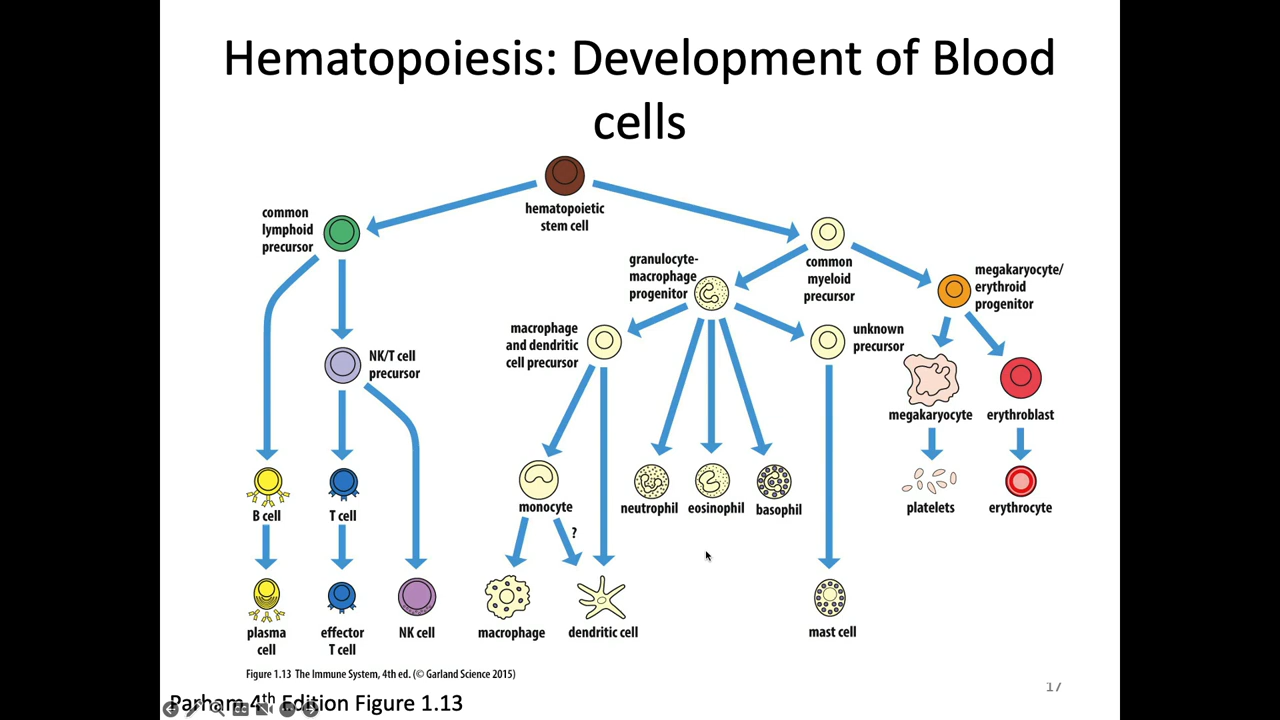 Hematopoiesis: Development of Blood
cells
hematopoietic
stem cell
common
lymphoid
precursor
common
myeloid
precursor
granulocyte-
macrophage
progenitor
megakaryocyte/
erythroid
progenitor
macrophage
and dendritic
cell precursor
unknown
precursor
NK/T cell
precursor
megakaryocyte
erythroblast
B cell
T cell
monocyte
neutrophil
eosinophil
basophil
platelets
erythrocyte
?
plasma
cell
effector
T cell
NK cell
macrophage
dendritic cell
mast cell
Figure 1.13 The Immune System, 4th ed. (© Garland Science 2015)
17
Parham 4th Edition Figure 1.13